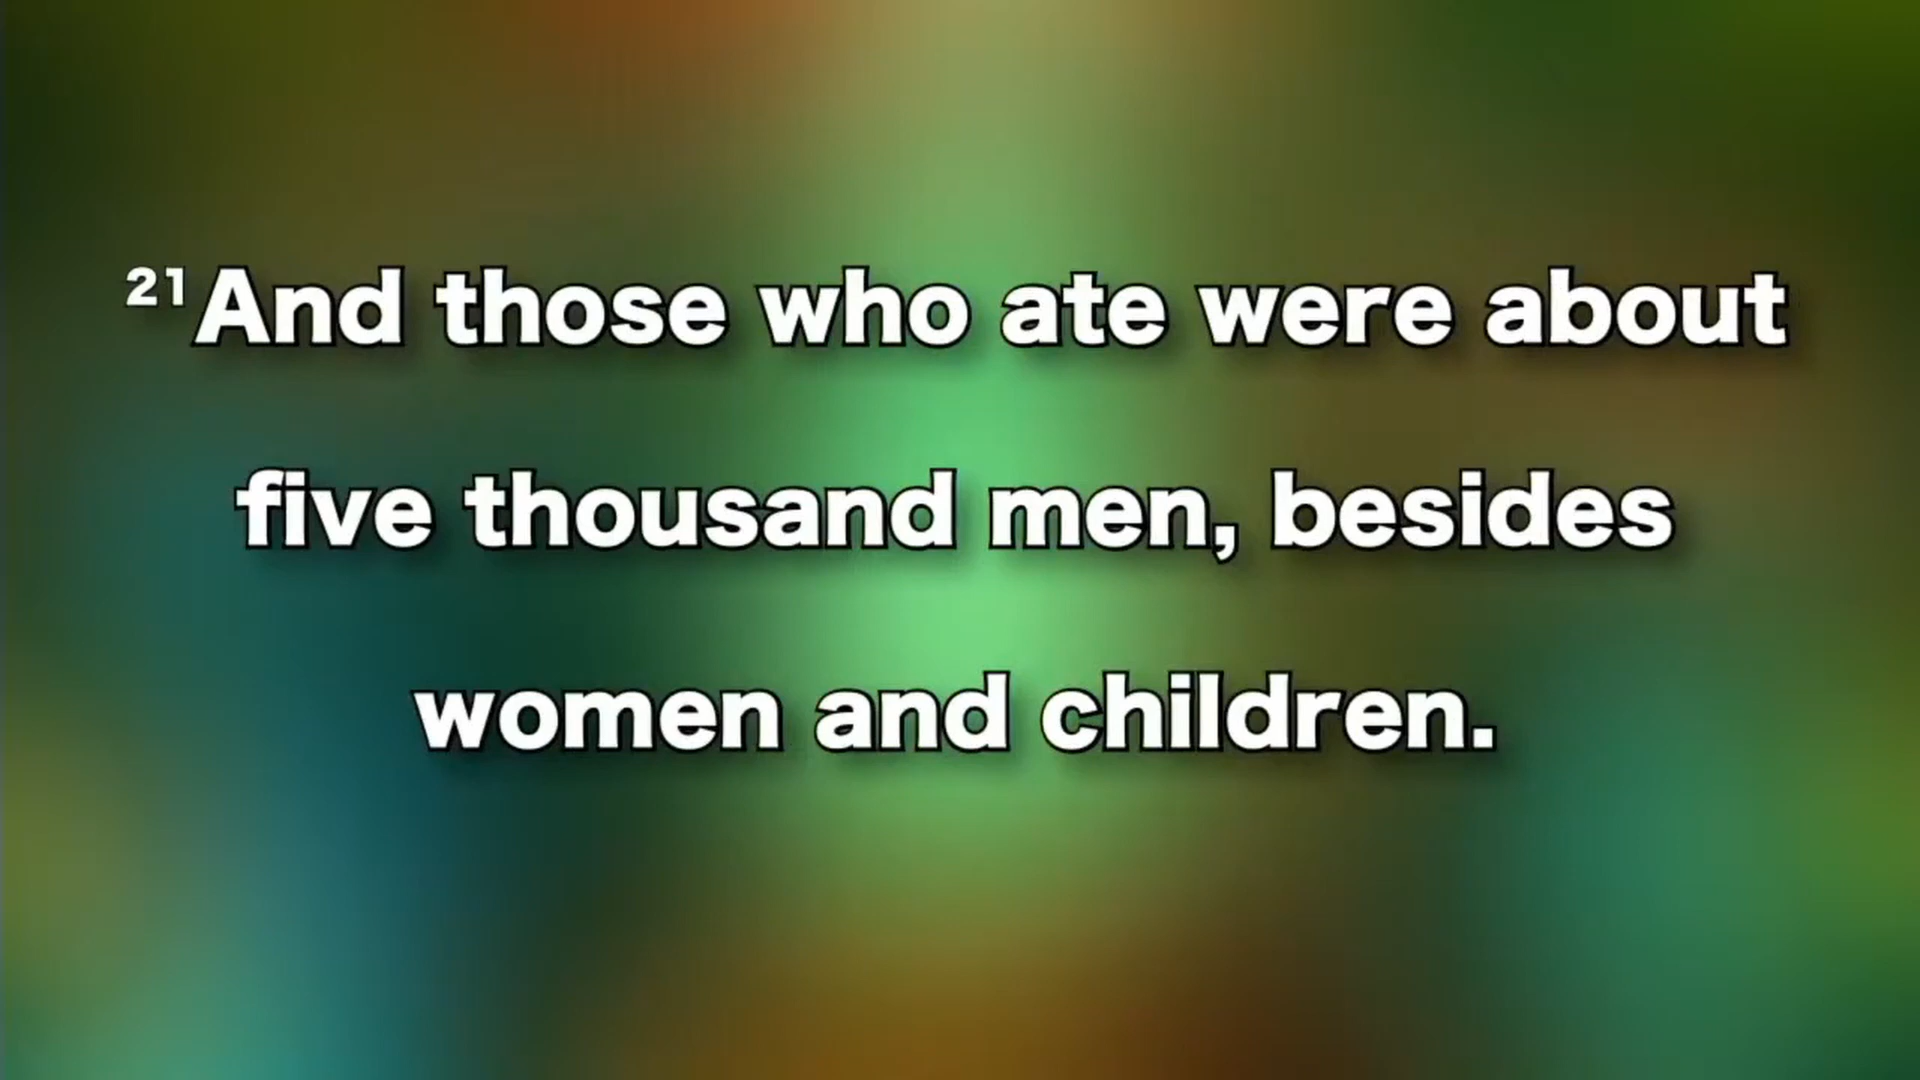 ²¹And those who ate were about
five thousand men, besides
women and children.